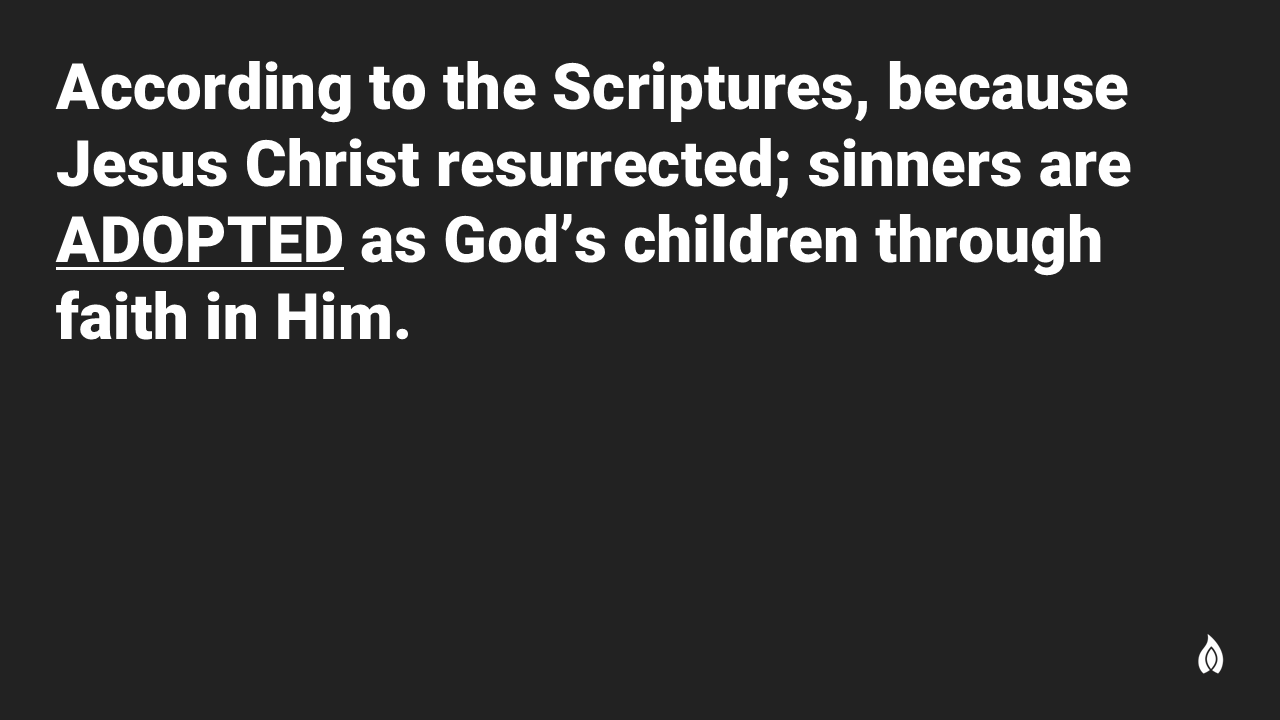 According to the Scriptures, because
Jesus Christ resurrected; sinners are
ADOPTED as God’s children through
faith in Him.